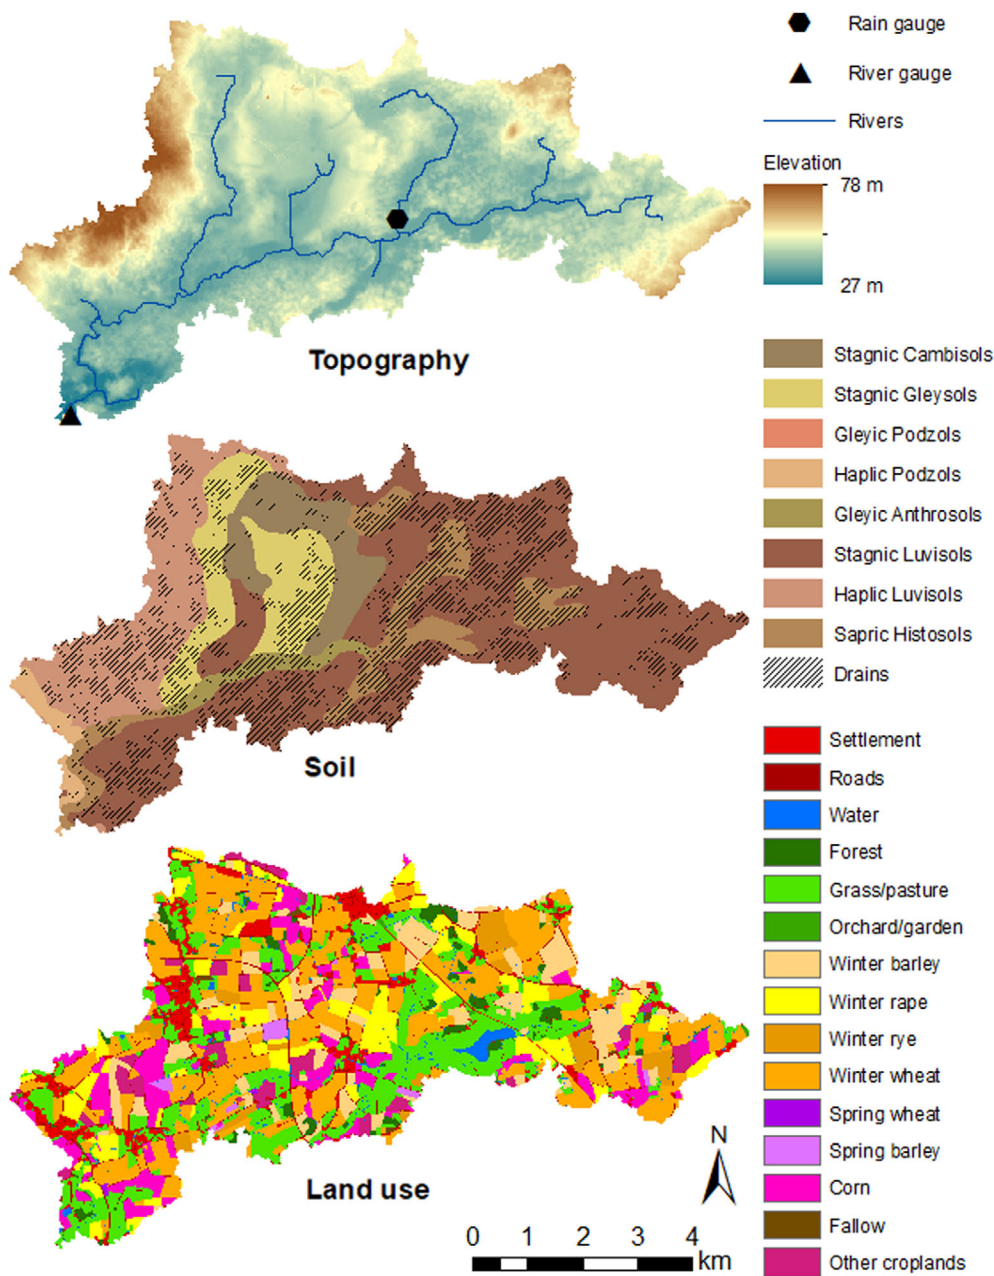 Rain gauge
River gauge
Rivers
Elevation
78 m
27 m
Topography
Stagnic Cambisols
Stagnic Gleysols
Gleyic Podzols
Haplic Podzols
Gleyic Anthrosols
Stagnic Luvisols
Haplic Luvisols
Sapric Histosols
Drains
Soil
Settlement
Roads
Water
Forest
Grass/pasture
Orchard/garden
Winter barley
Winter rape
Winter rye
Winter wheat
Spring wheat
Spring barley
Corn
Fallow
Other croplands
Land use
N
0 1 2 3 4
km